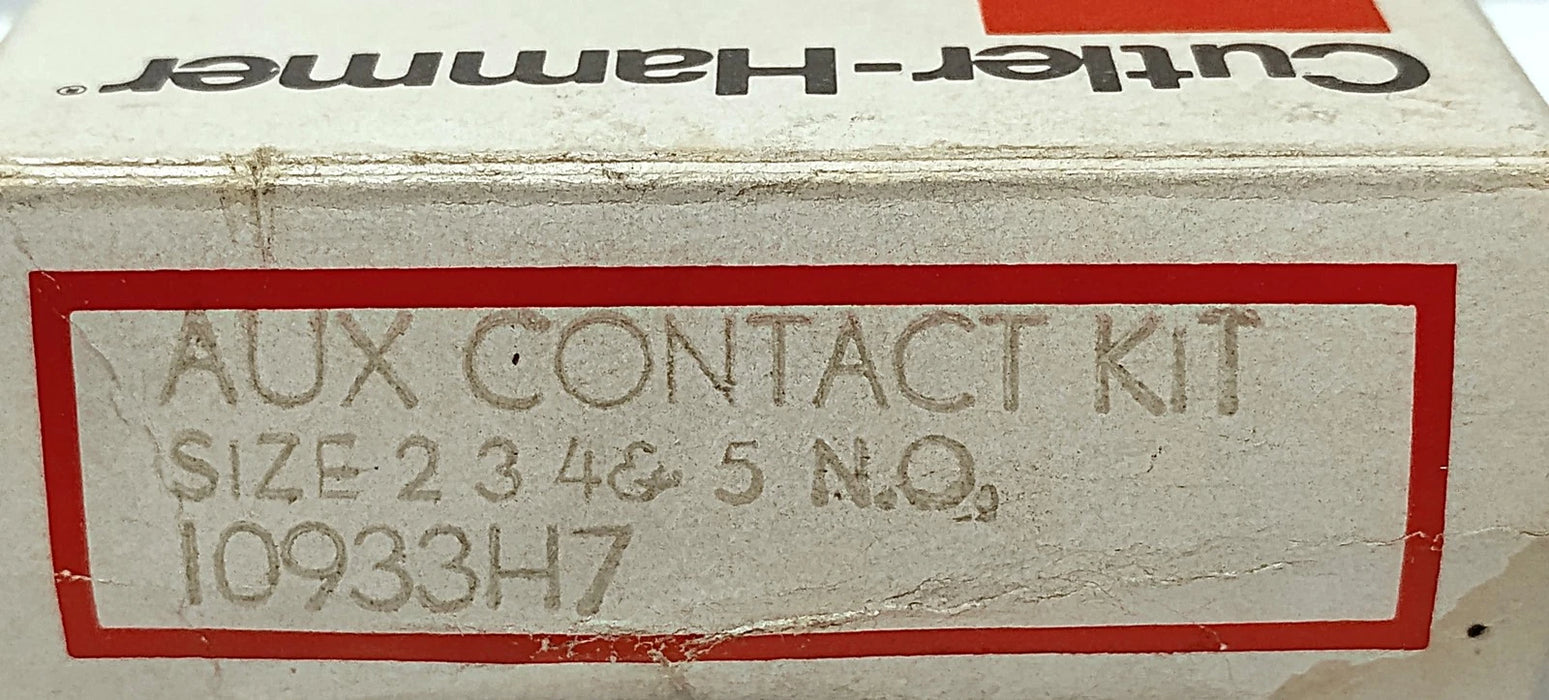 Cutler-Hammer®
AUX CONTACT KIT
SIZE 2 3 4 & 5 N.O.
10933H7